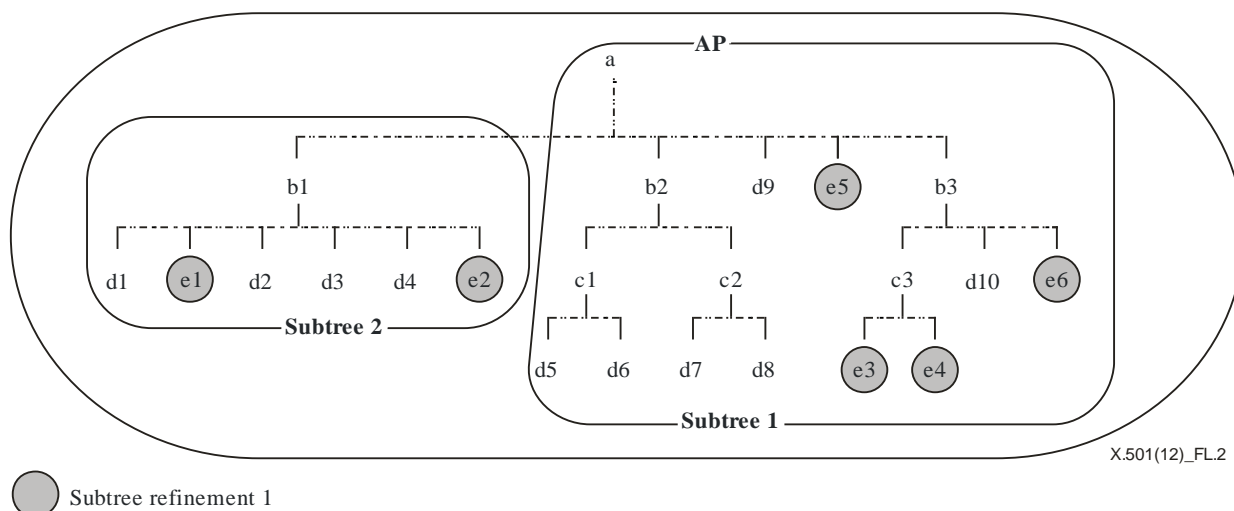 AP
a
b1 b2 d9 e5 b3
d1 e1 d2 d3 d4 e2 c1 c2 c3 d10 e6
Subtree 2
d5 d6 d7 d8 e3 e4
Subtree 1
X.501(12)_FL.2
Subtree refinement 1